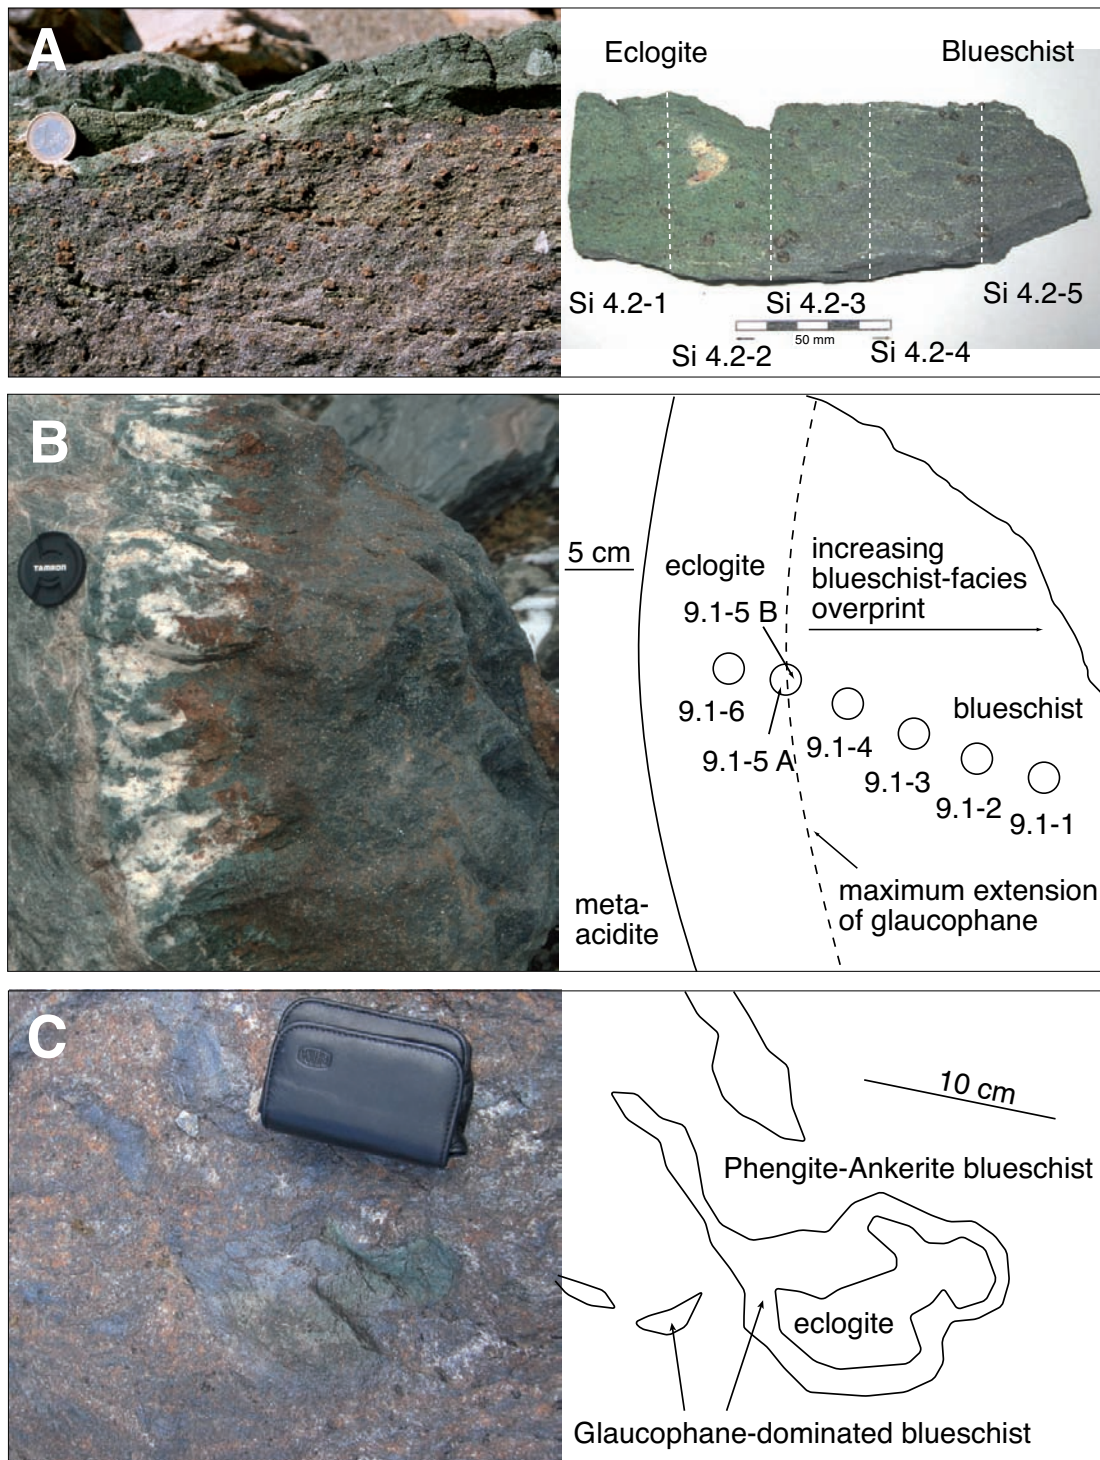 A
Eclogite
Blueschist
Si 4.2-1
Si 4.2-3
Si 4.2-5
50 mm
Si 4.2-2
Si 4.2-4
B
TAMRON
5 cm
eclogite
increasing
blueschist-facies
overprint
9.1-5 B
9.1-6
9.1-5 A
9.1-4
blueschist
9.1-3
9.1-2
9.1-1
maximum extension
of glaucophane
meta-
acidite
C
10 cm
Phengite-Ankerite blueschist
eclogite
Glaucophane-dominated blueschist